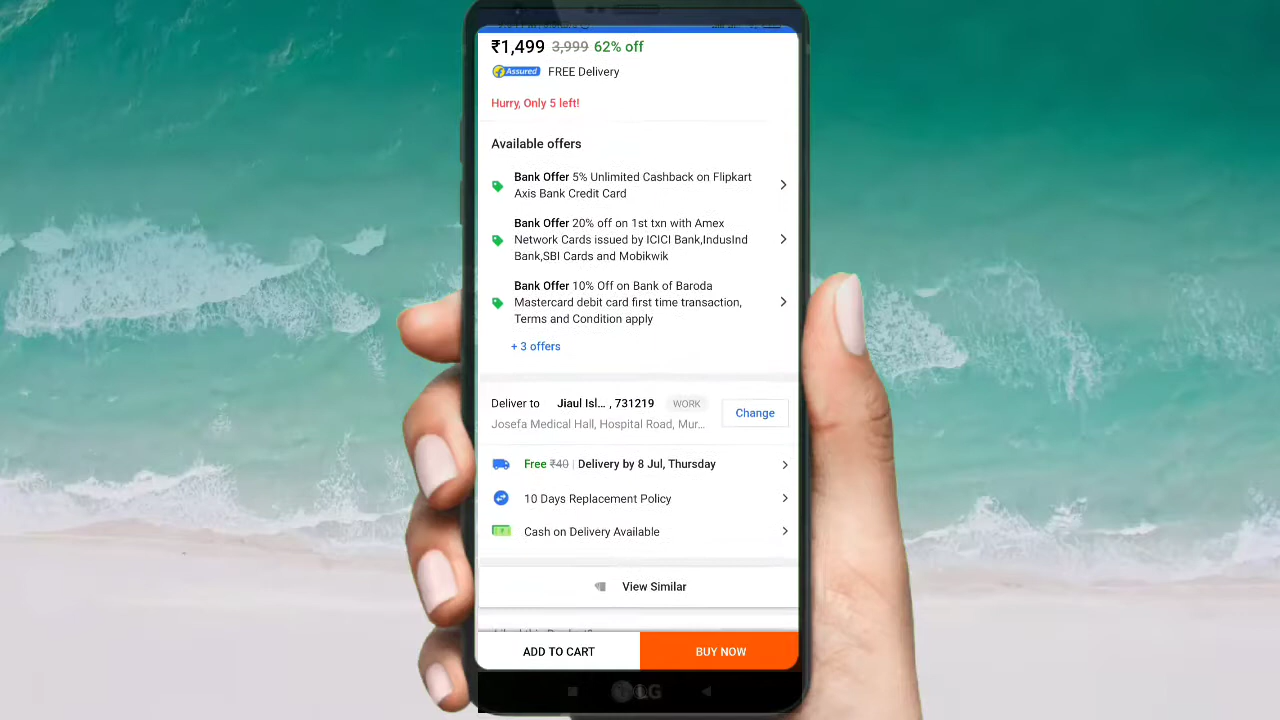 ₹1,499 3,999 62% off
Assured FREE Delivery
Hurry, Only 5 left!
Available offers
Bank Offer 5% Unlimited Cashback on Flipkart
Axis Bank Credit Card
Bank Offer 20% off on 1st txn with Amex
Network Cards issued by ICICI Bank,IndusInd
Bank,SBI Cards and Mobikwik
Bank Offer 10% Off on Bank of Baroda
Mastercard debit card first time transaction,
Terms and Condition apply
+ 3 offers
Deliver to Jiaul Isl... , 731219 WORK
Change
Josefa Medical Hall, Hospital Road, Mur...
Free ₹40 | Delivery by 8 Jul, Thursday
10 Days Replacement Policy
Cash on Delivery Available
View Similar
ADD TO CART
BUY NOW
LG